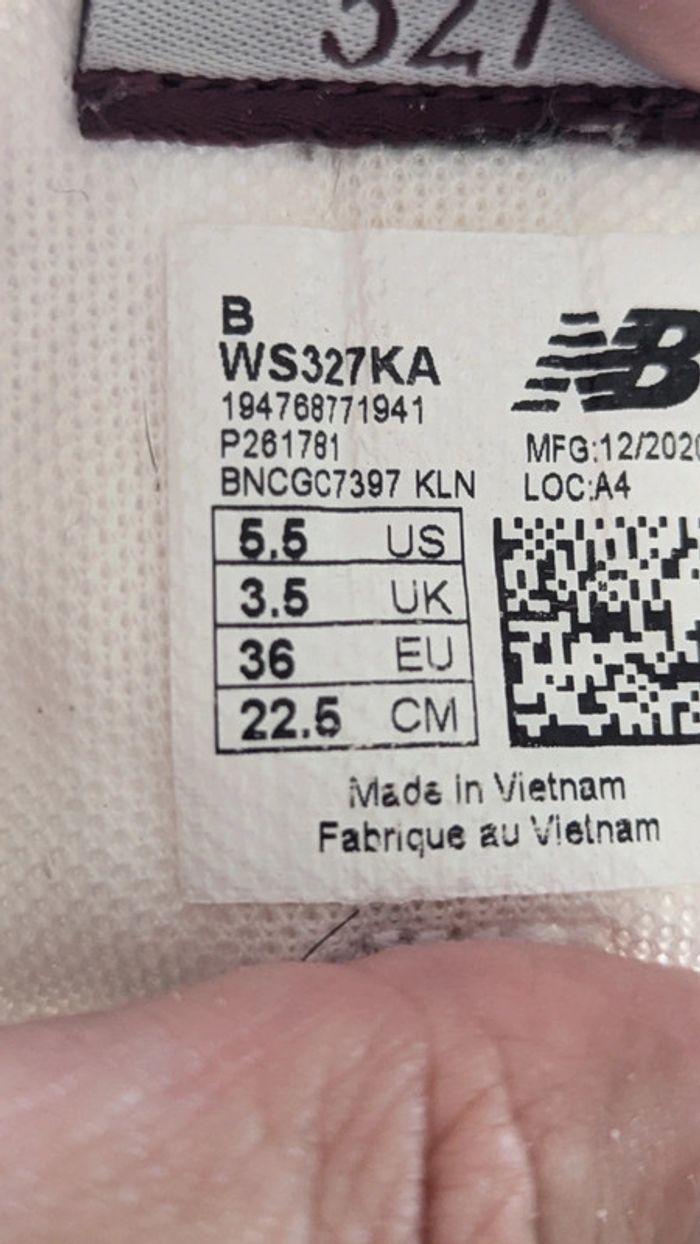 327
B
WS327KA
194768771941
P261781
BNCGC7397 KLN
NB
MFG:12/2020
LOC:A4
5.5 US
3.5 UK
36 EU
22.5 CM
Made in Vietnam
Fabrique au Vietnam